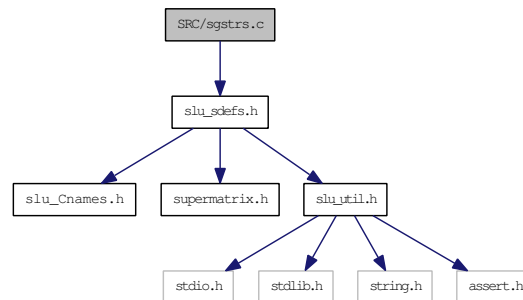 SRC/sgstrs.c
slu_sdefs.h
slu_Cnames.h
supermatrix.h
slu_util.h
stdio.h
stdlib.h
string.h
assert.h